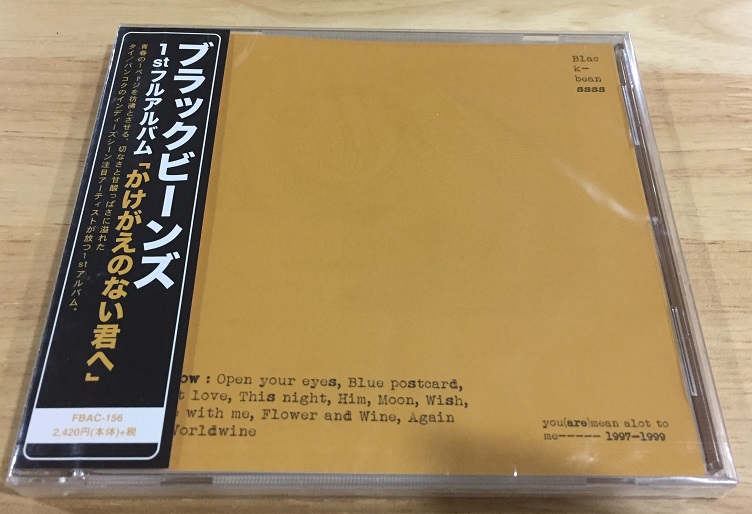 ブラックビーンズ
1stフルアルバム「かけがえのない君へ」
青春の1ページを彷彿とさせる、切なさと甘酸っぱさに溢れた
タイ/バンコクのインディーズシーン注目アーティストが放つ1stアルバム。
FBAC-156
2,420円(本体)+税
Blac
k-
bean
ssss
ow : Open your eyes, Blue postcard,
t love, This night, Him, Moon, Wish,
with me, Flower and Wine, Again
Worldwine
you(are)mean alot to
me----- 1997-1999